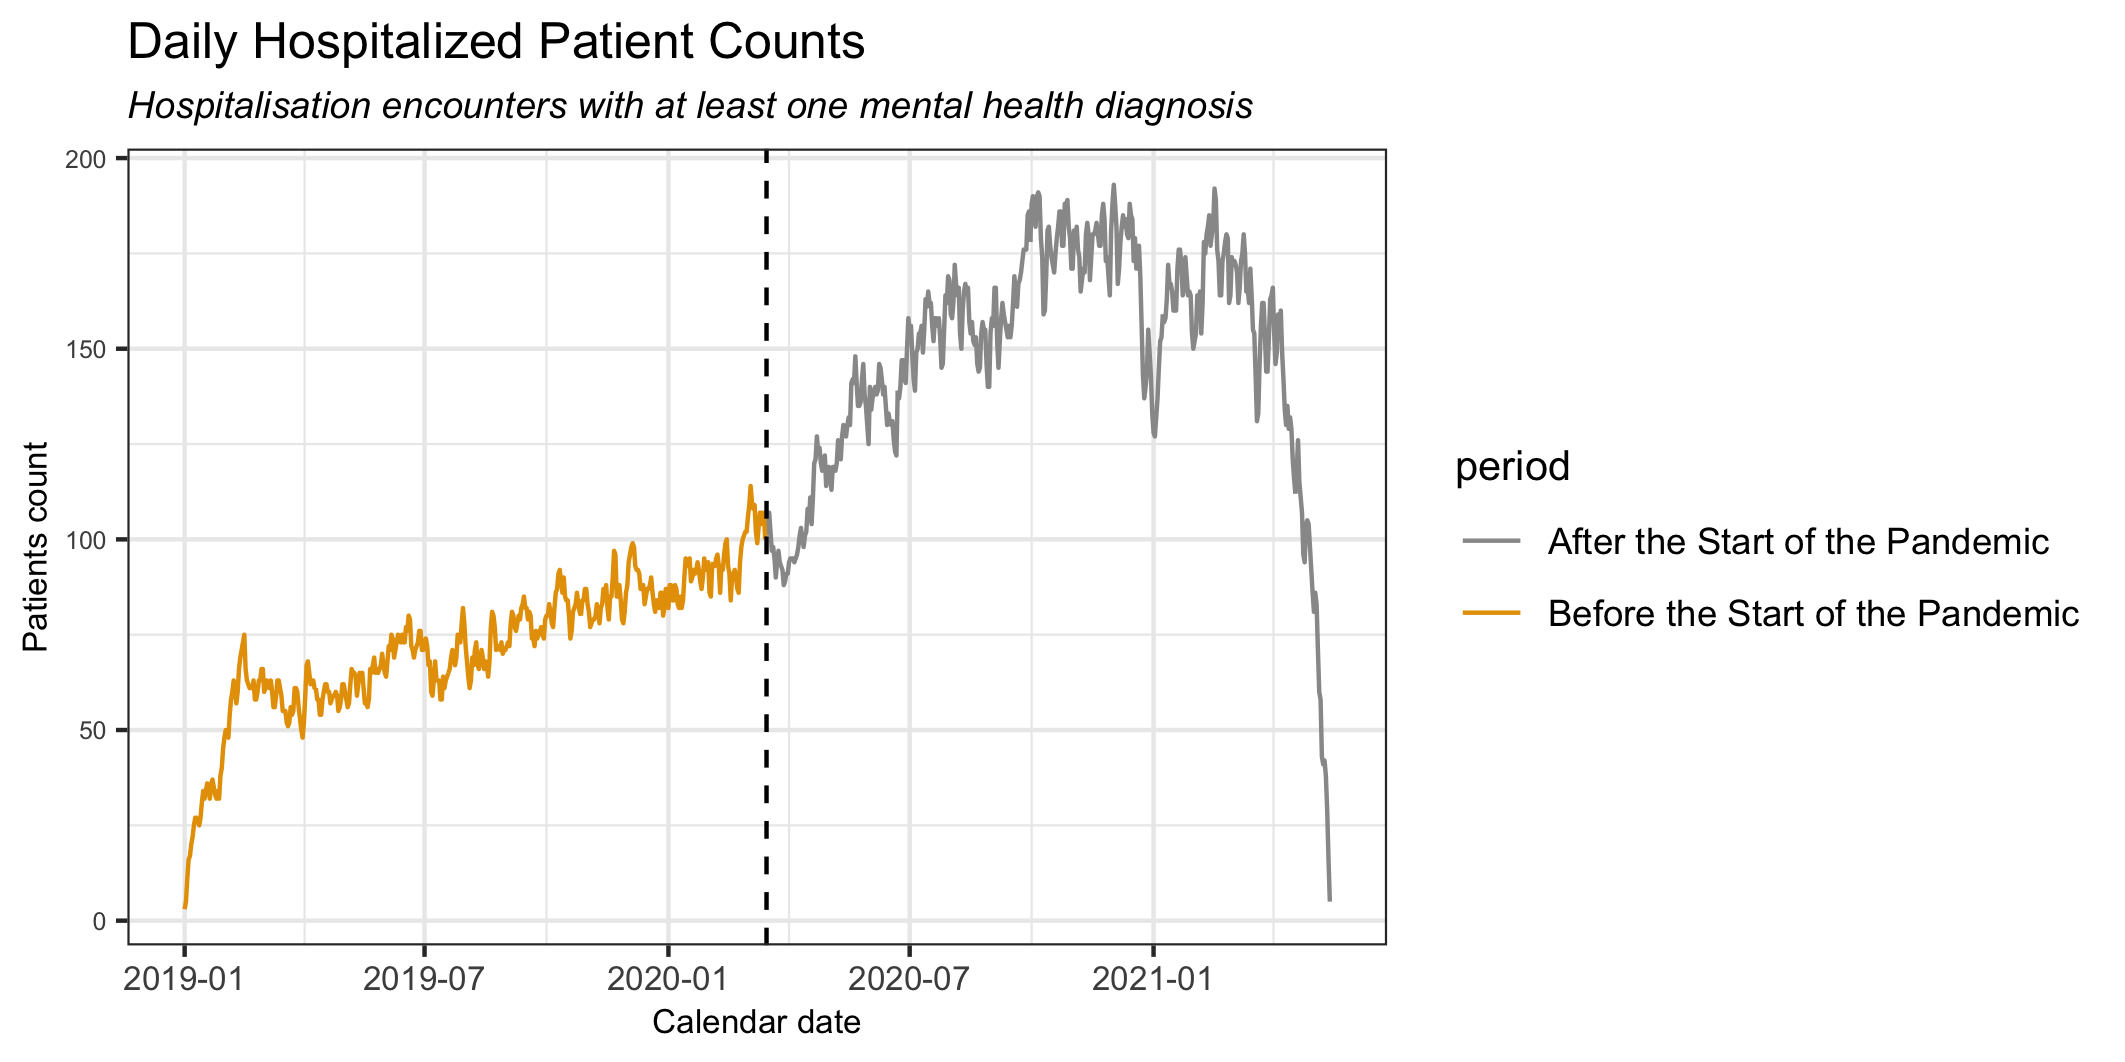 Daily Hospitalized Patient Counts
Hospitalisation encounters with at least one mental health diagnosis
200
150
100
50
0
Patients count
2019-01 2019-07 2020-01 2020-07 2021-01
Calendar date
period
After the Start of the Pandemic
Before the Start of the Pandemic